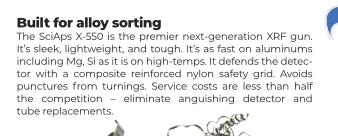 Built for alloy sorting
The SciAps X-550 is the premier next-generation XRF gun.
It's sleek, lightweight, and tough. It's as fast on aluminums
including Mg, Si as it is on high-temps. It defends the detec-
tor with a composite reinforced nylon safety grid. Avoids
punctures from turnings. Service costs are less than half
the competition – eliminate anguishing detector and
tube replacements.